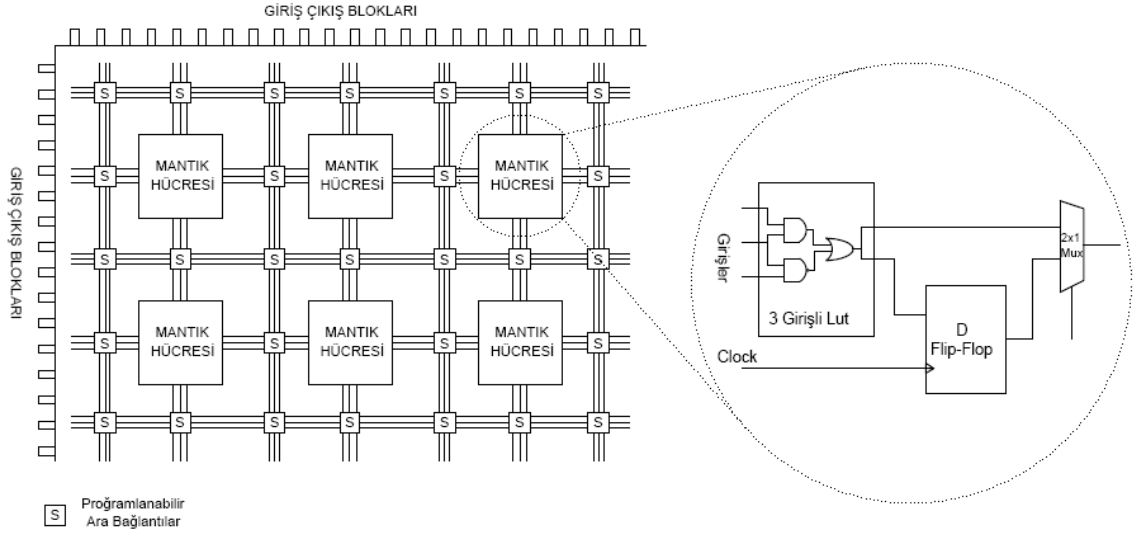 GİRİŞ ÇIKIŞ BLOKLARI
GİRİŞ ÇIKIŞ BLOKLARI
S S S S S S S
MANTIK
HÜCRESİ
MANTIK
HÜCRESİ
MANTIK
HÜCRESİ
S S S S
S S S S S S S
MANTIK
HÜCRESİ
MANTIK
HÜCRESİ
MANTIK
HÜCRESİ
S S S S
S S S S S S S
S
Proğramlanabilir
Ara Bağlantılar
Girişler
3 Girişli Lut
Clock
D
Flip-Flop
2x1
Mux